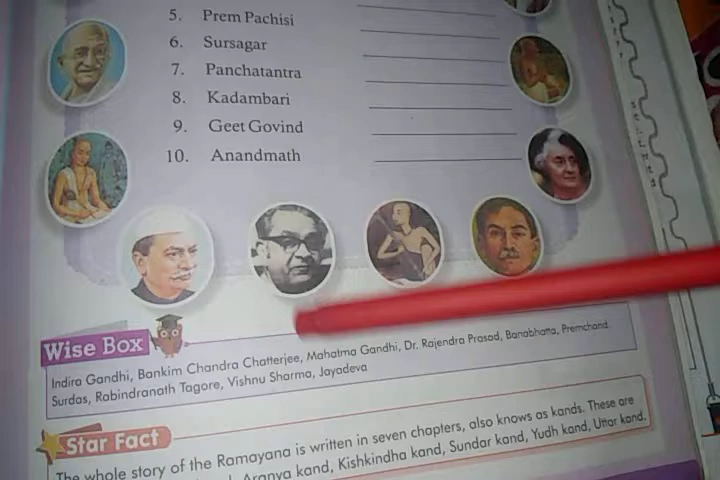 5. Prem Pachisi
6. Sursagar
7. Panchatantra
8. Kadambari
9. Geet Govind
10. Anandmath
Wise Box
Indira Gandhi, Bankim Chandra Chatterjee, Mahatma Gandhi, Dr. Rajendra Prasad, Banabhatta, Premchand
Surdas, Rabindranath Tagore, Vishnu Sharma, Jayadeva
Star Fact
The whole story of the Ramayana is written in seven chapters, also knows as kands. These are
Aranya kand, Kishkindha kand, Sundar kand, Yudh kand, Uttar kand.